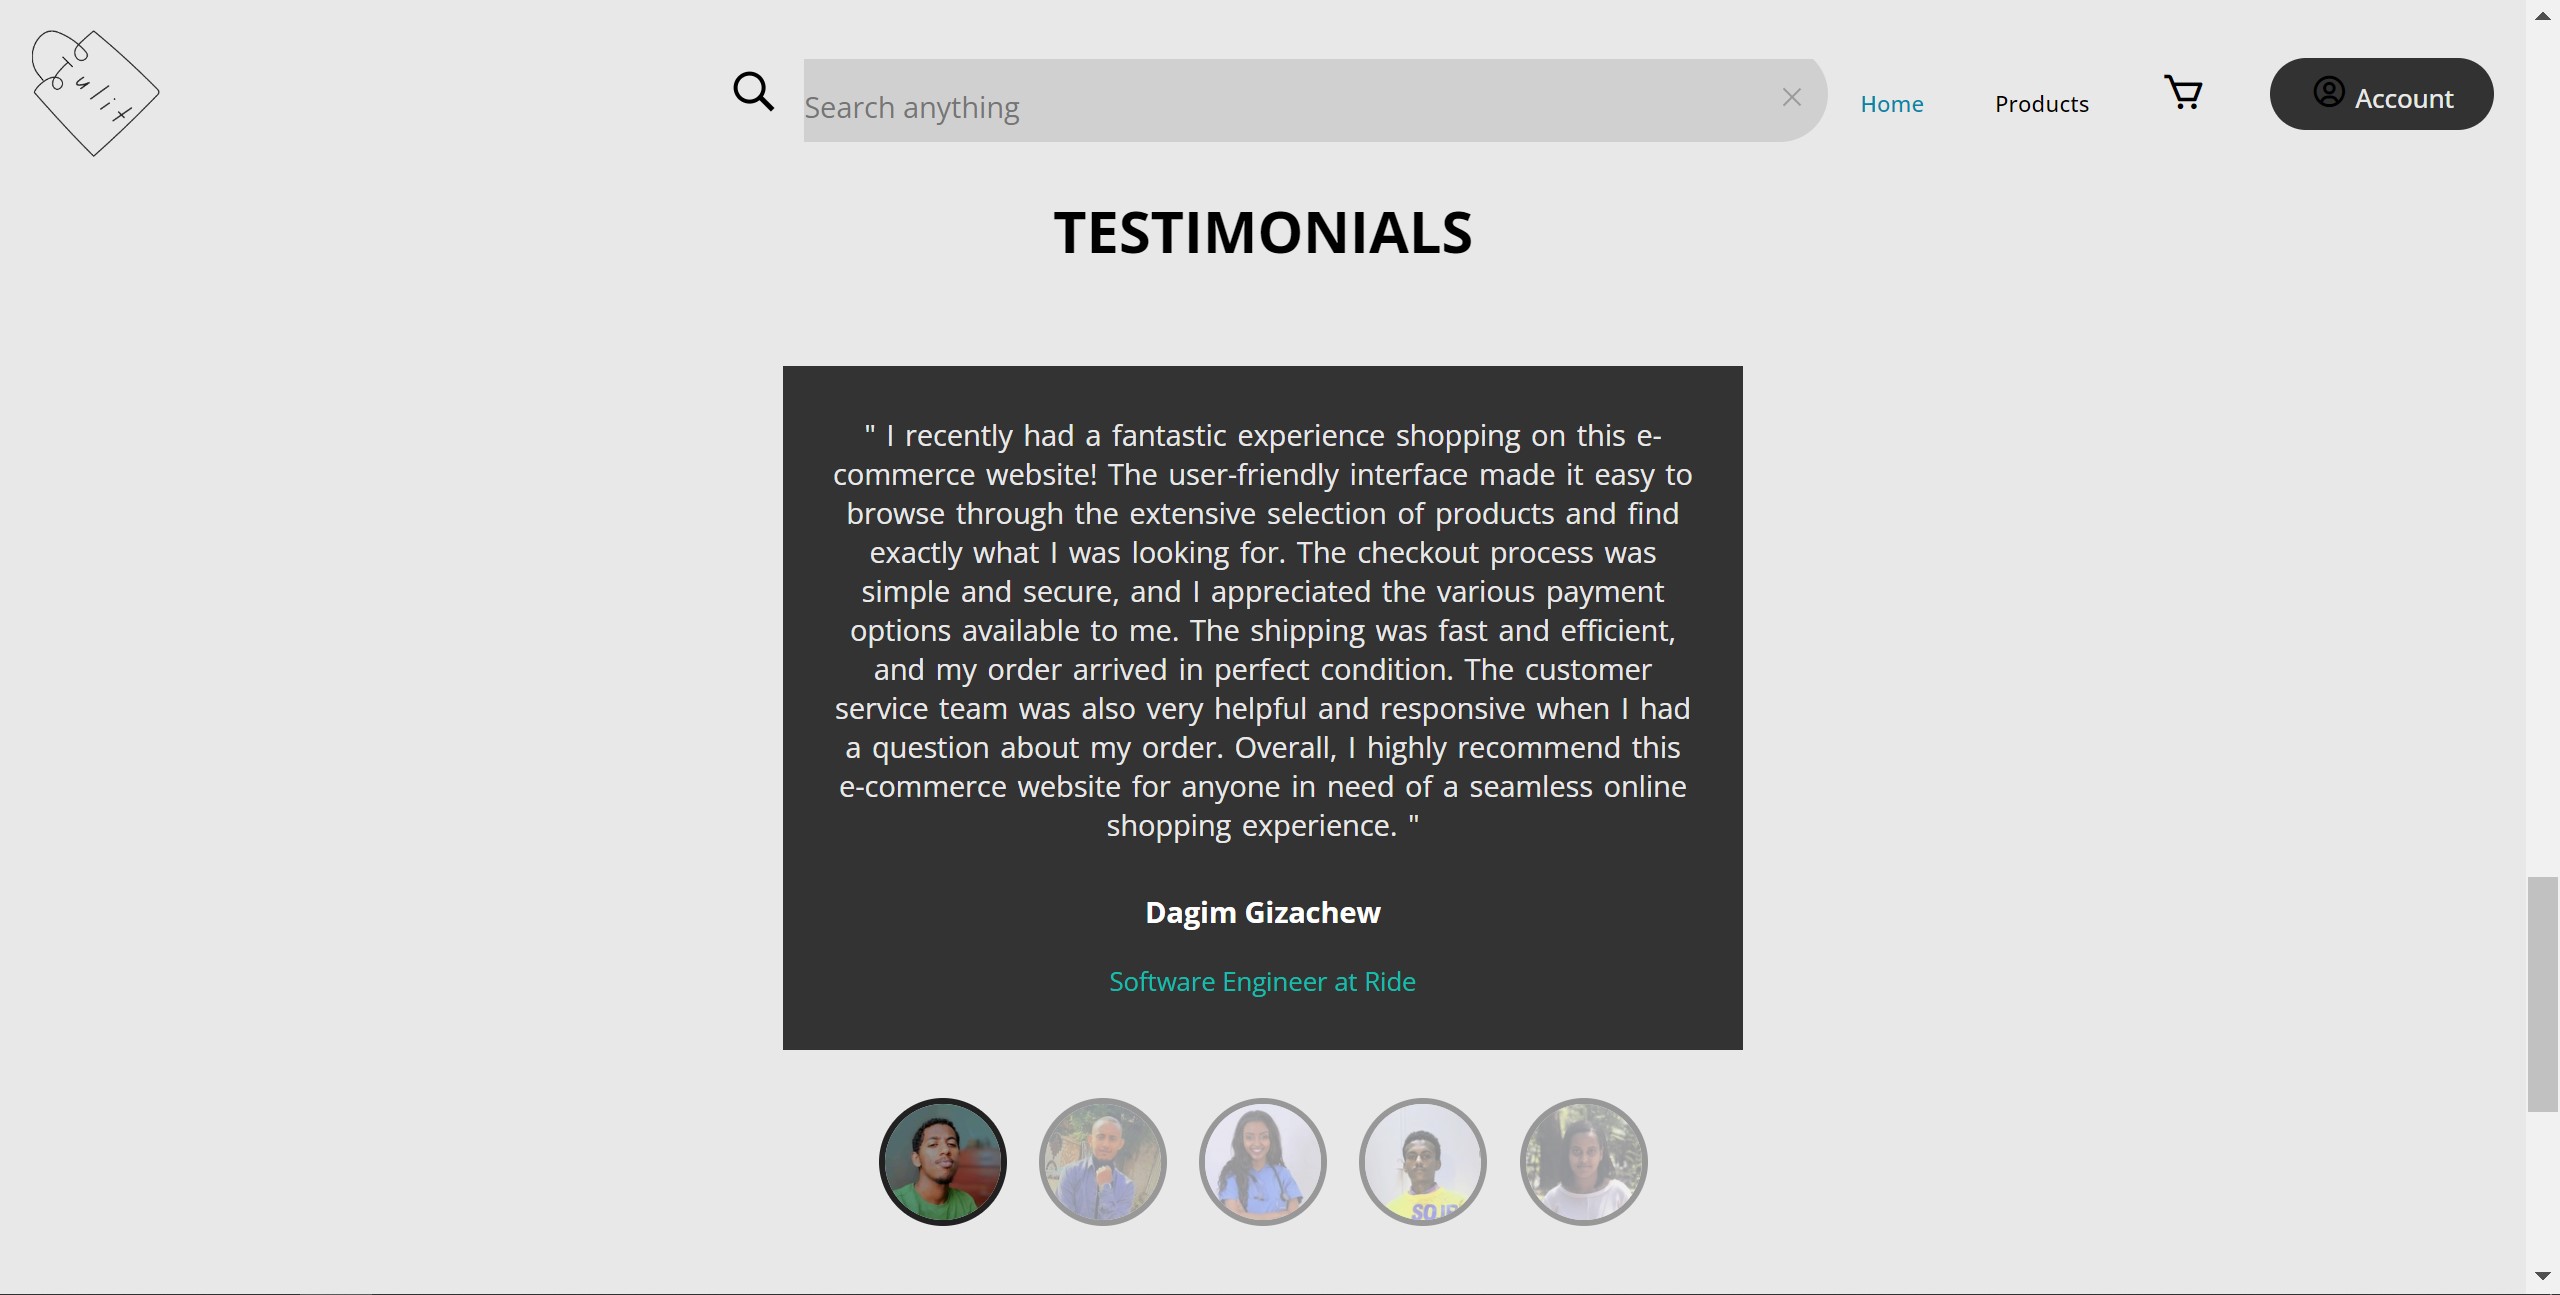 Tulit
Search anything
Home
Products
Account
TESTIMONIALS
" I recently had a fantastic experience shopping on this e-
commerce website! The user-friendly interface made it easy to
browse through the extensive selection of products and find
exactly what I was looking for. The checkout process was
simple and secure, and I appreciated the various payment
options available to me. The shipping was fast and efficient,
and my order arrived in perfect condition. The customer
service team was also very helpful and responsive when I had
a question about my order. Overall, I highly recommend this
e-commerce website for anyone in need of a seamless online
shopping experience. "
Dagim Gizachew
Software Engineer at Ride